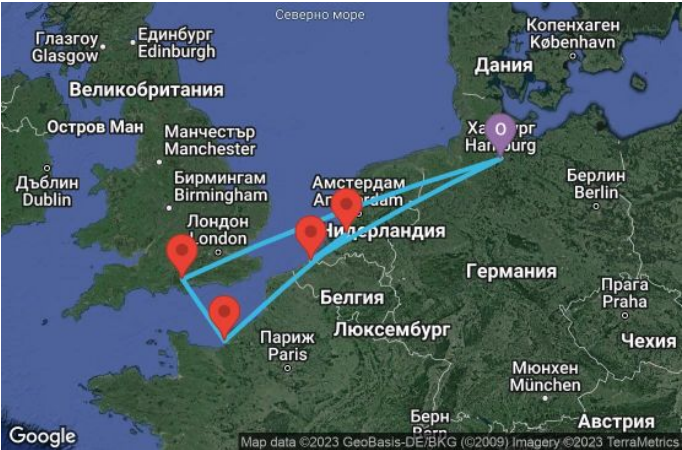 Северно море
Глазгоу
Glasgow
Единбург
Edinburgh
Копенхаген
København
Дания
Великобритания
Остров Ман
Манчестър
Manchester
O
Дъблин
Dublin
Бирмингам
Birmingham
Амстердам
Берлин
Berlin
Лондон
London
Нидерландия
Германия
Белгия
Прага
Praha
Люксембург
Париж
Paris
Чехия
Мюнхен
München
Берн
Bern
Австрия
Google
Map data ©2023 GeoBasis-DE/BKG (©2009) Imagery ©2023 TerraMetrics